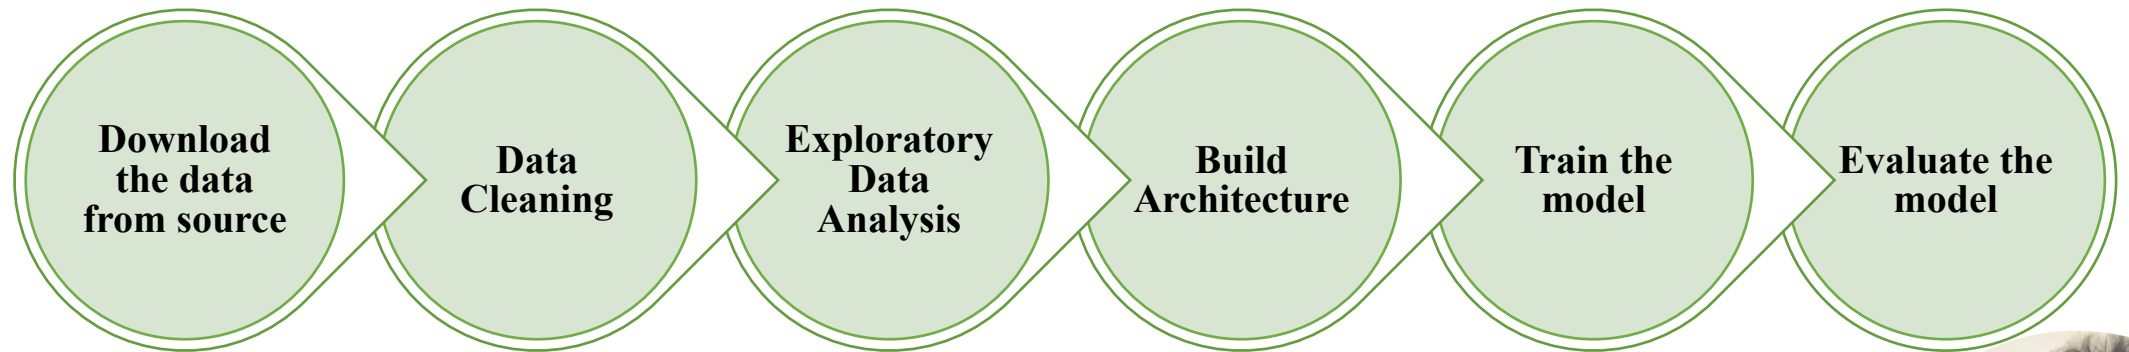 Download
the data
from source
Data
Cleaning
Exploratory
Data
Analysis
Build
Architecture
Train the
model
Evaluate the
model